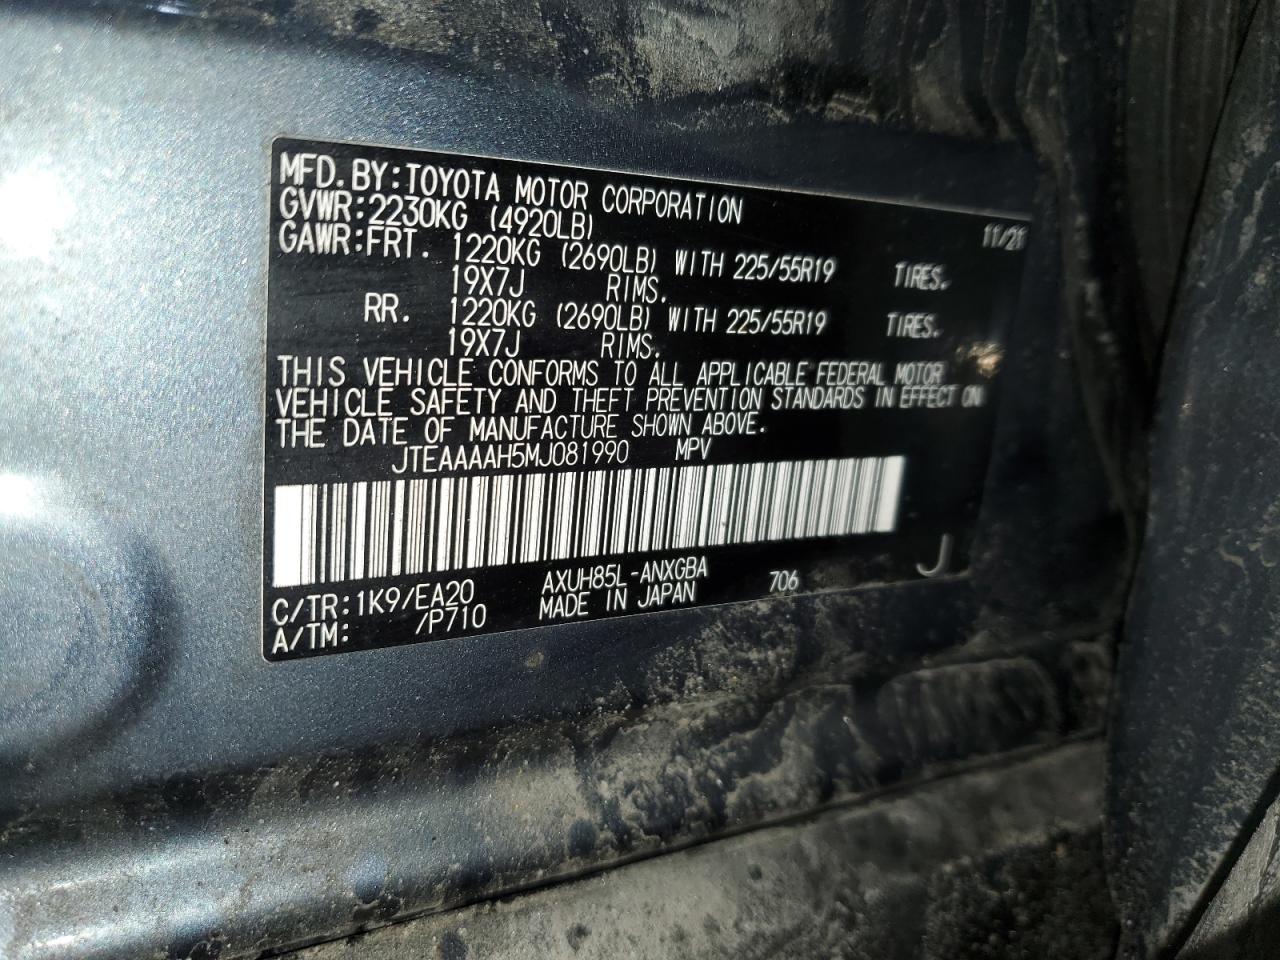 MFD.BY:TOYOTA MOTOR CORPORATION 11/21
GVWR:2230KG (4920LB)
GAWR:FRT. 1220KG (2690LB) WITH 225/55R19 TIRES.
19X7J RIMS.
RR. 1220KG (2690LB) WITH 225/55R19 TIRES.
19X7J RIMS.
THIS VEHICLE CONFORMS TO ALL APPLICABLE FEDERAL MOTOR
VEHICLE SAFETY AND THEFT PREVENTION STANDARDS IN EFFECT ON
THE DATE OF MANUFACTURE SHOWN ABOVE.
JTEAAAAH5MJ081990 MPV
C/TR:1K9/EA20 AXUH85L-ANXGBA 706 J
A/TM: /P710 MADE IN JAPAN